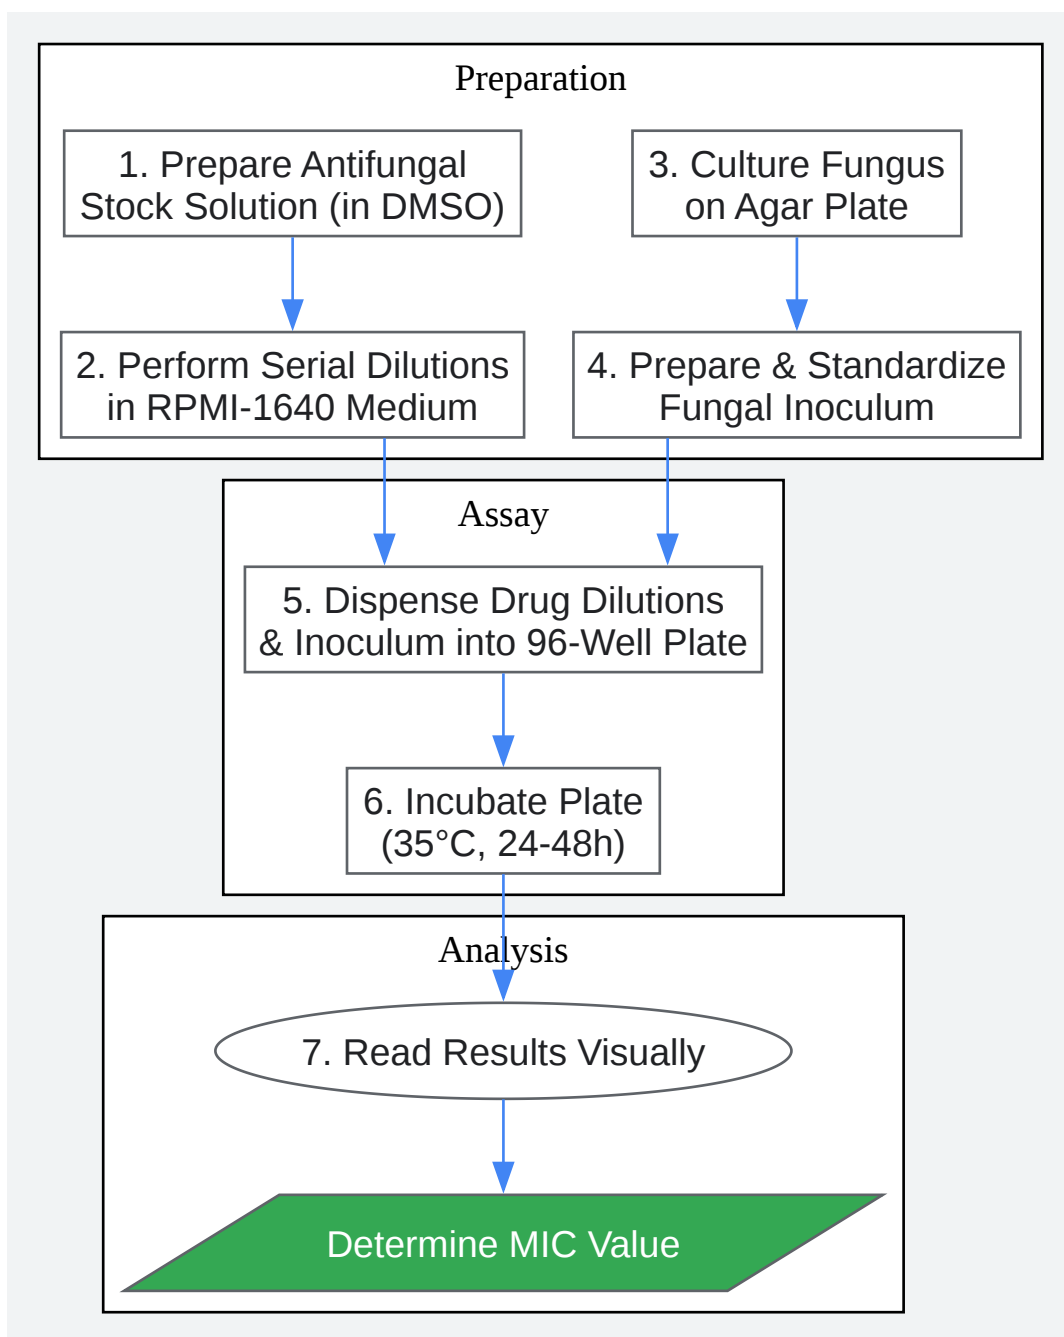 Preparation
1. Prepare Antifungal
Stock Solution (in DMSO)
2. Perform Serial Dilutions
in RPMI-1640 Medium
3. Culture Fungus
on Agar Plate
4. Prepare & Standardize
Fungal Inoculum
Assay
5. Dispense Drug Dilutions
& Inoculum into 96-Well Plate
6. Incubate Plate
(35°C, 24-48h)
Analysis
7. Read Results Visually
Determine MIC Value